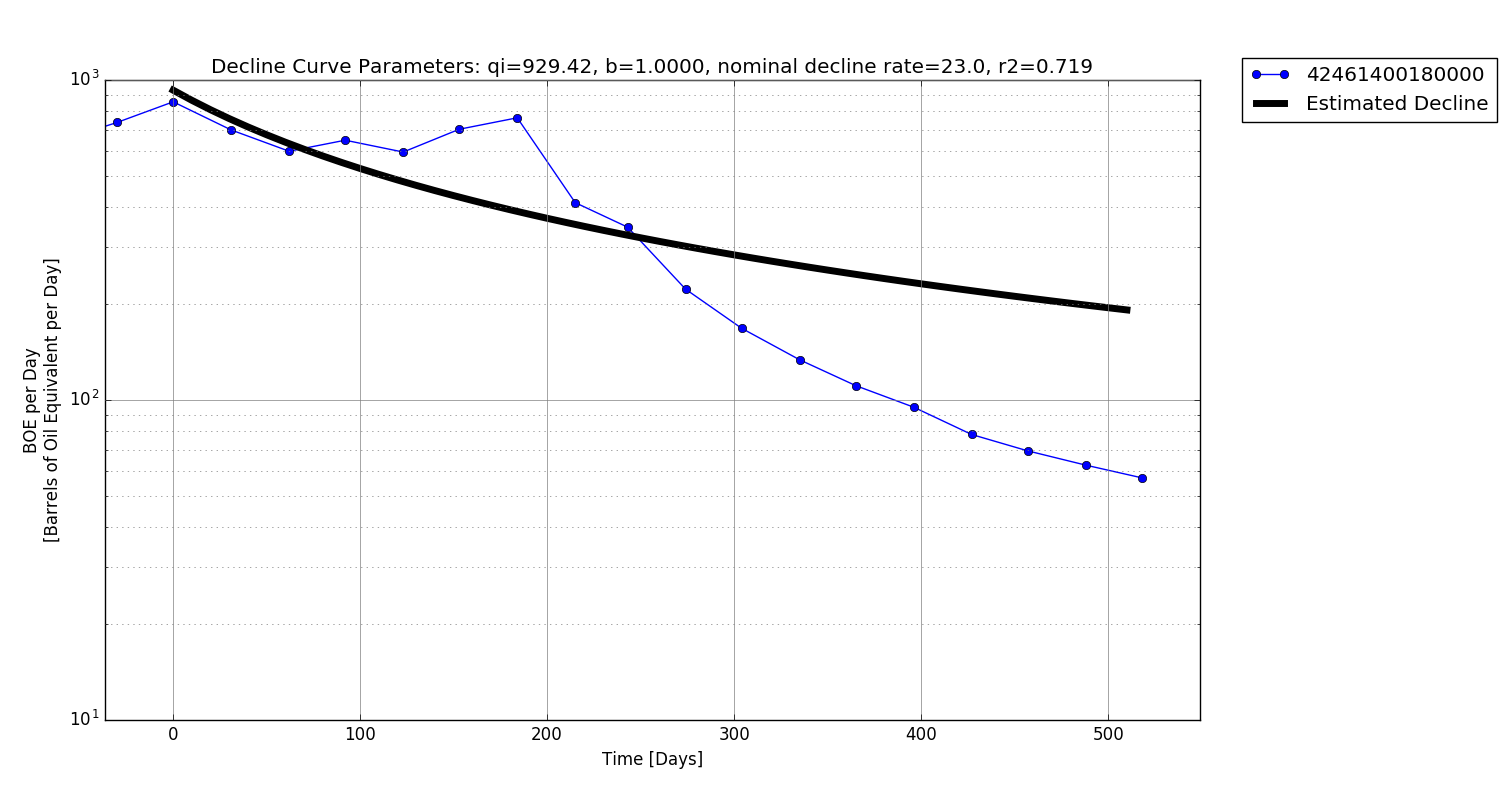 Decline Curve Parameters: qi=929.42, b=1.0000, nominal decline rate=23.0, r2=0.719
42461400180000
Estimated Decline
10³
10²
10¹
BOE per Day
[Barrels of Oil Equivalent per Day]
0 100 200 300 400 500
Time [Days]